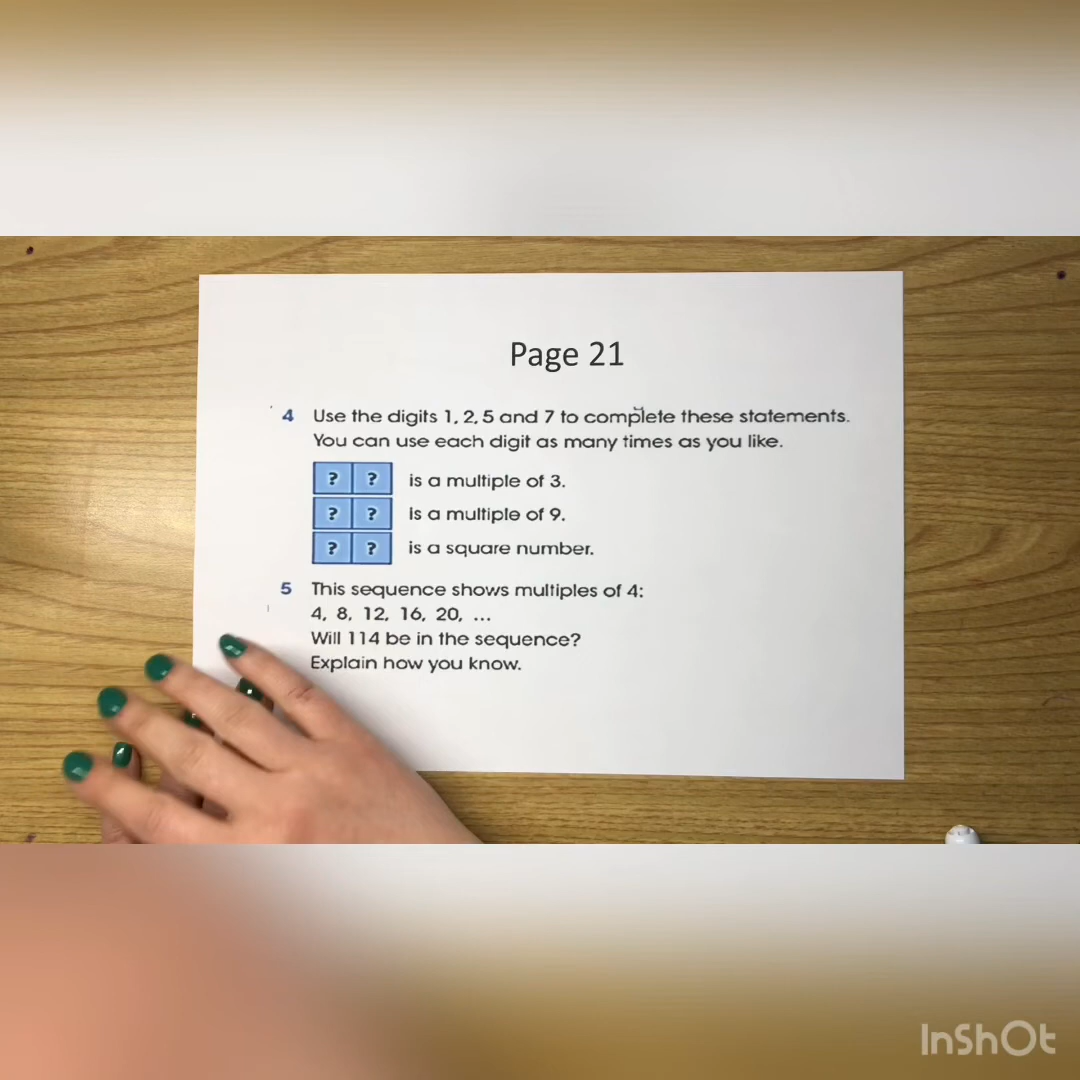 Page 21
4 Use the digits 1, 2, 5 and 7 to complete these statements.
You can use each digit as many times as you like.
? ? is a multiple of 3.
? ? is a multiple of 9.
? ? is a square number.
5 This sequence shows multiples of 4:
4, 8, 12, 16, 20, ...
Will 114 be in the sequence?
Explain how you know.
InShOt